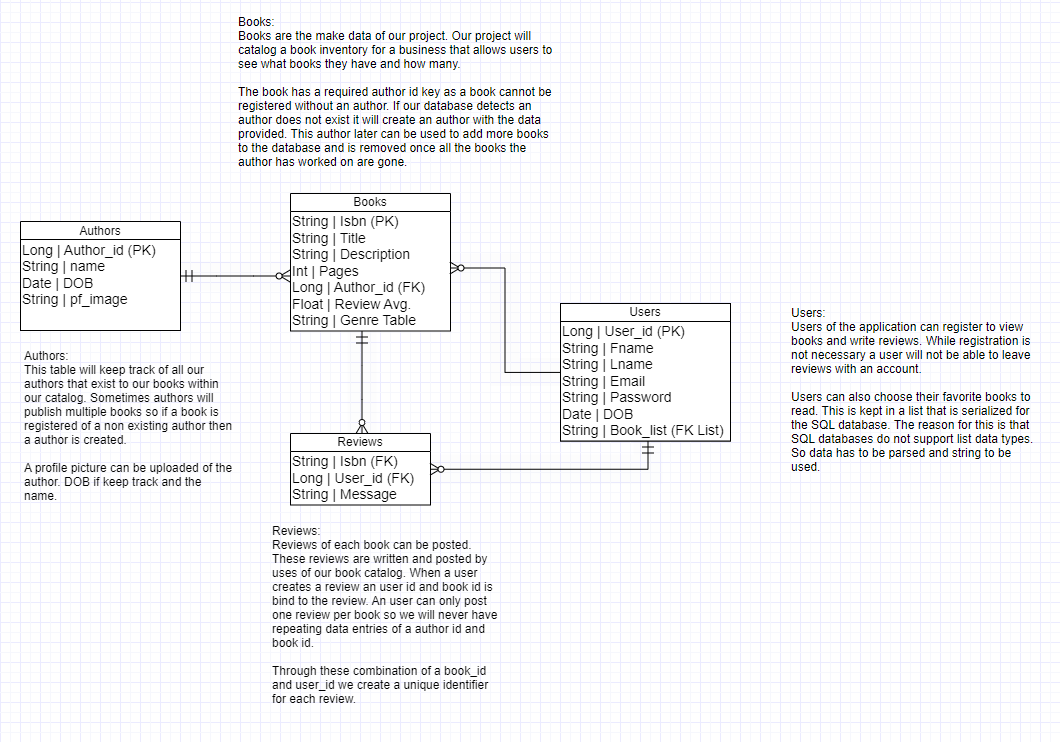 Books:
Books are the make data of our project. Our project will
catalog a book inventory for a business that allows users to
see what books they have and how many.
The book has a required author id key as a book cannot be
registered without an author. If our database detects an
author does not exist it will create an author with the data
provided. This author later can be used to add more books
to the database and is removed once all the books the
author has worked on are gone.
Authors
Long | Author_id (PK)
String | name
Date | DOB
String | pf_image
Books
String | Isbn (PK)
String | Title
String | Description
Int | Pages
Long | Author_id (FK)
Float | Review Avg.
String | Genre Table
Users
Long | User_id (PK)
String | Fname
String | Lname
String | Email
String | Password
Date | DOB
String | Book_list (FK List)
Users:
Users of the application can register to view
books and write reviews. While registration is
not necessary a user will not be able to leave
reviews with an account.
Users can also choose their favorite books to
read. This is kept in a list that is serialized for
the SQL database. The reason for this is that
SQL databases do not support list data types.
So data has to be parsed and string to be
used.
Authors:
This table will keep track of all our
authors that exist to our books within
our catalog. Sometimes authors will
publish multiple books so if a book is
registered of a non existing author then
a author is created.
A profile picture can be uploaded of the
author. DOB if keep track and the
name.
Reviews
String | Isbn (FK)
Long | User_id (FK)
String | Message
Reviews:
Reviews of each book can be posted.
These reviews are written and posted by
uses of our book catalog. When a user
creates a review an user id and book id is
bind to the review. An user can only post
one review per book so we will never have
repeating data entries of a author id and
book id.
Through these combination of a book_id
and user_id we create a unique identifier
for each review.